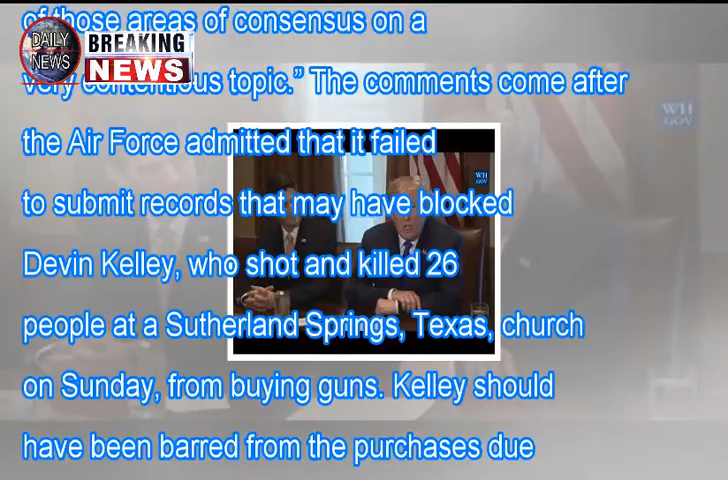 of those areas of consensus on a
DAILY
NEWS
BREAKING
NEWS
very contentious topic.” The comments come after
the Air Force admitted that it failed
to submit records that may have blocked
Devin Kelley, who shot and killed 26
people at a Sutherland Springs, Texas, church
on Sunday, from buying guns. Kelley should
have been barred from the purchases due
WH
GOV
WH
GOV